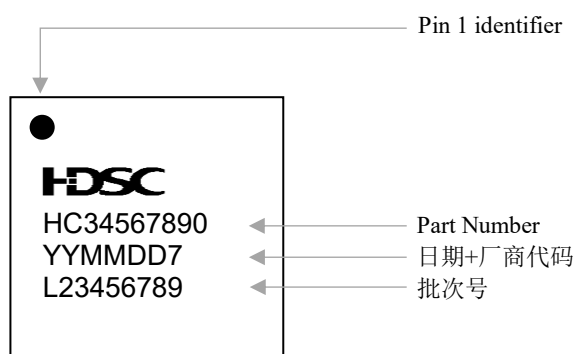 Pin 1 identifier
HDSC
HC34567890
Part Number
YYMMDD7
日期+厂商代码
L23456789
批次号